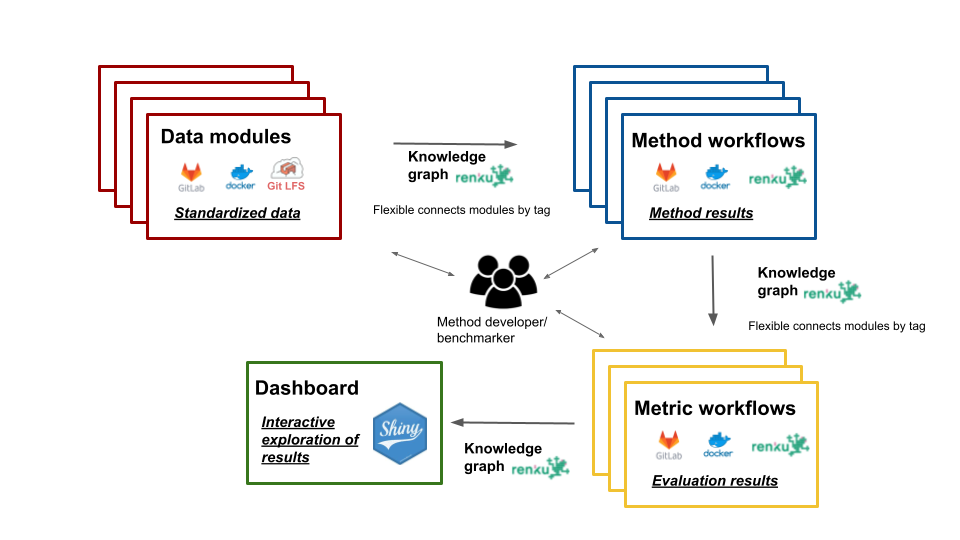 Data modules
GitLab
docker
Git LFS
Standardized data
Knowledge
graph renku
Flexible connects modules by tag
Method workflows
GitLab
docker
renku
Method results
Knowledge
graph renku
Flexible connects modules by tag
Method developer/
benchmarker
Dashboard
Interactive
exploration of
results
Shiny
Knowledge
graph renku
Metric workflows
GitLab
docker
renku
Evaluation results